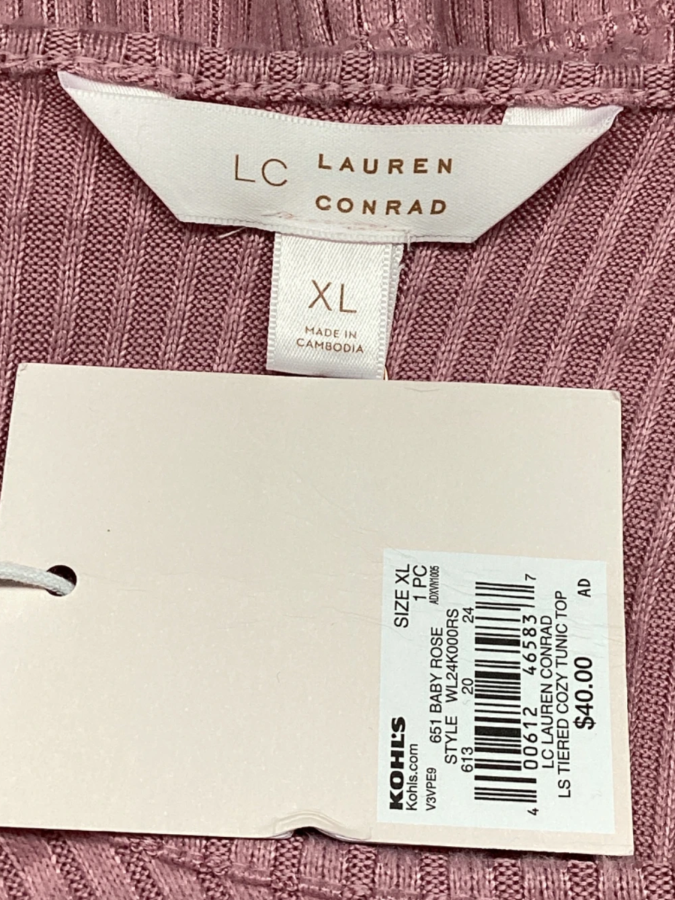 LC LAUREN
CONRAD
XL
MADE IN
CAMBODIA
KOHL'S SIZE XL
Kohls.com 1 PC
V3VPE9 ADXVN1005
651 BABY ROSE
STYLE WL24K000RS
613 20 24
4 00612 46583 7
LC LAUREN CONRAD
LS TIERED COZY TUNIC TOP
$40.00 AD